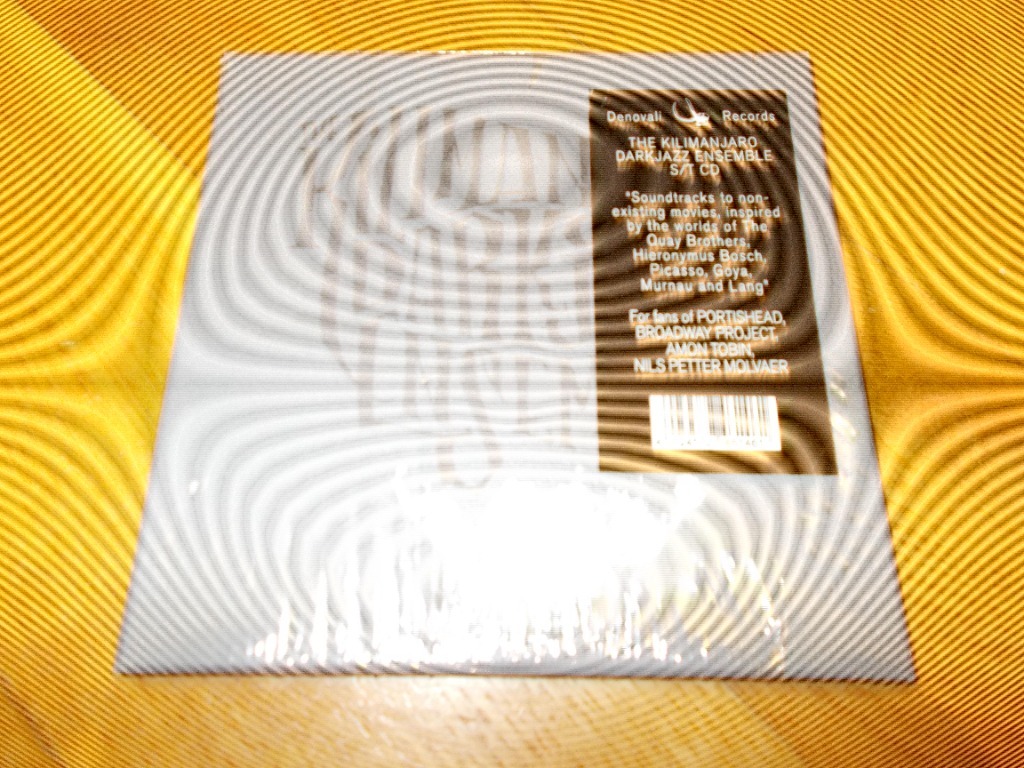 Denovali Records
THE KILIMANJARO
DARKJAZZ ENSEMBLE
S/T CD
"Soundtracks to non-
existing movies, inspired
by the worlds of The
Quay Brothers,
Hieronymus Bosch,
Picasso, Goya,
Murnau and Lang"
For fans of PORTISHEAD,
BROADWAY PROJECT,
AMON TOBIN,
NILS PETTER MOLVAER